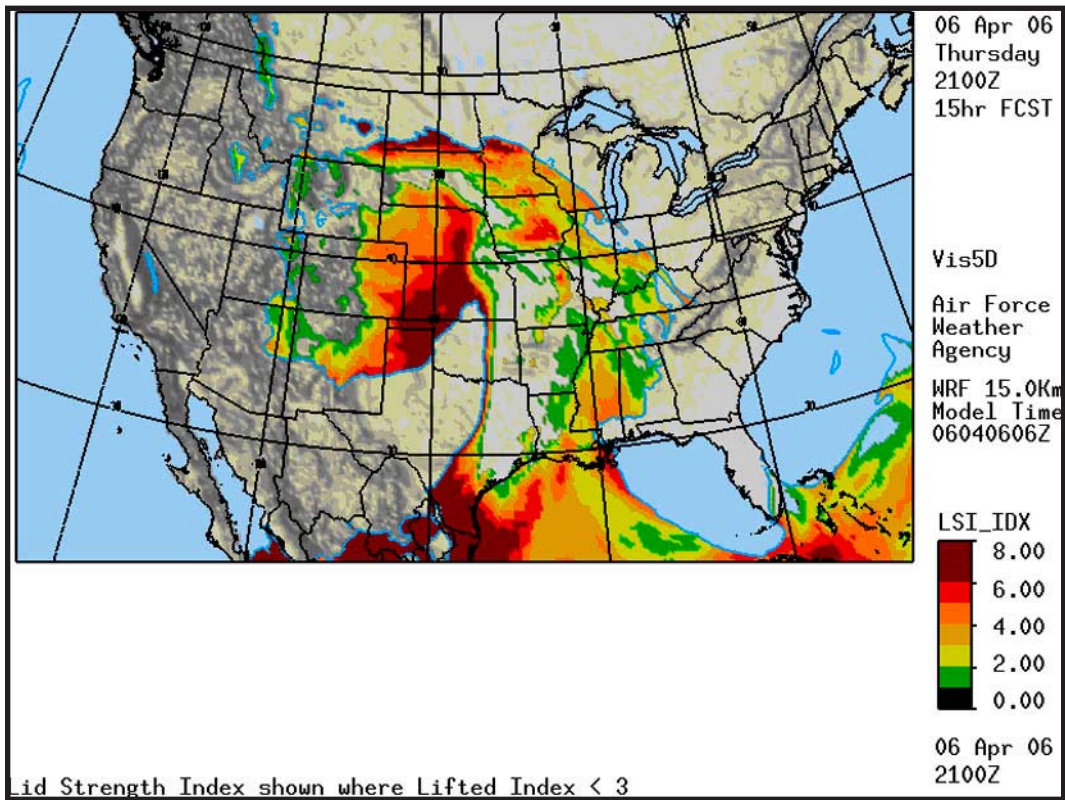 06 Apr 06
Thursday
2100Z
15hr FCST
Vis5D
Air Force
Weather
Agency
WRF 15.0Km
Model Time
06040606Z
LSI_IDX
8.00
6.00
4.00
2.00
0.00
06 Apr 06
2100Z
Lid Strength Index shown where Lifted Index < 3